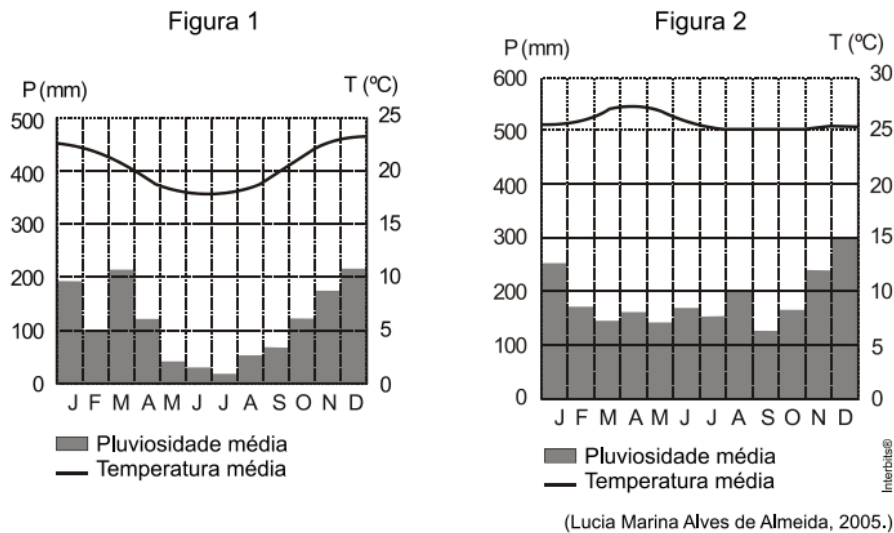 Figura 1
P (mm)
T (ºC)
500
400
300
200
100
0
25
20
15
10
5
0
J F M A M J J A S O N D
Pluviosidade média
Temperatura média
Figura 2
P (mm)
T (ºC)
600
500
400
300
200
100
0
30
25
20
15
10
5
0
J F M A M J J A S O N D
Pluviosidade média
Temperatura média
Interbits®
(Lucia Marina Alves de Almeida, 2005.)